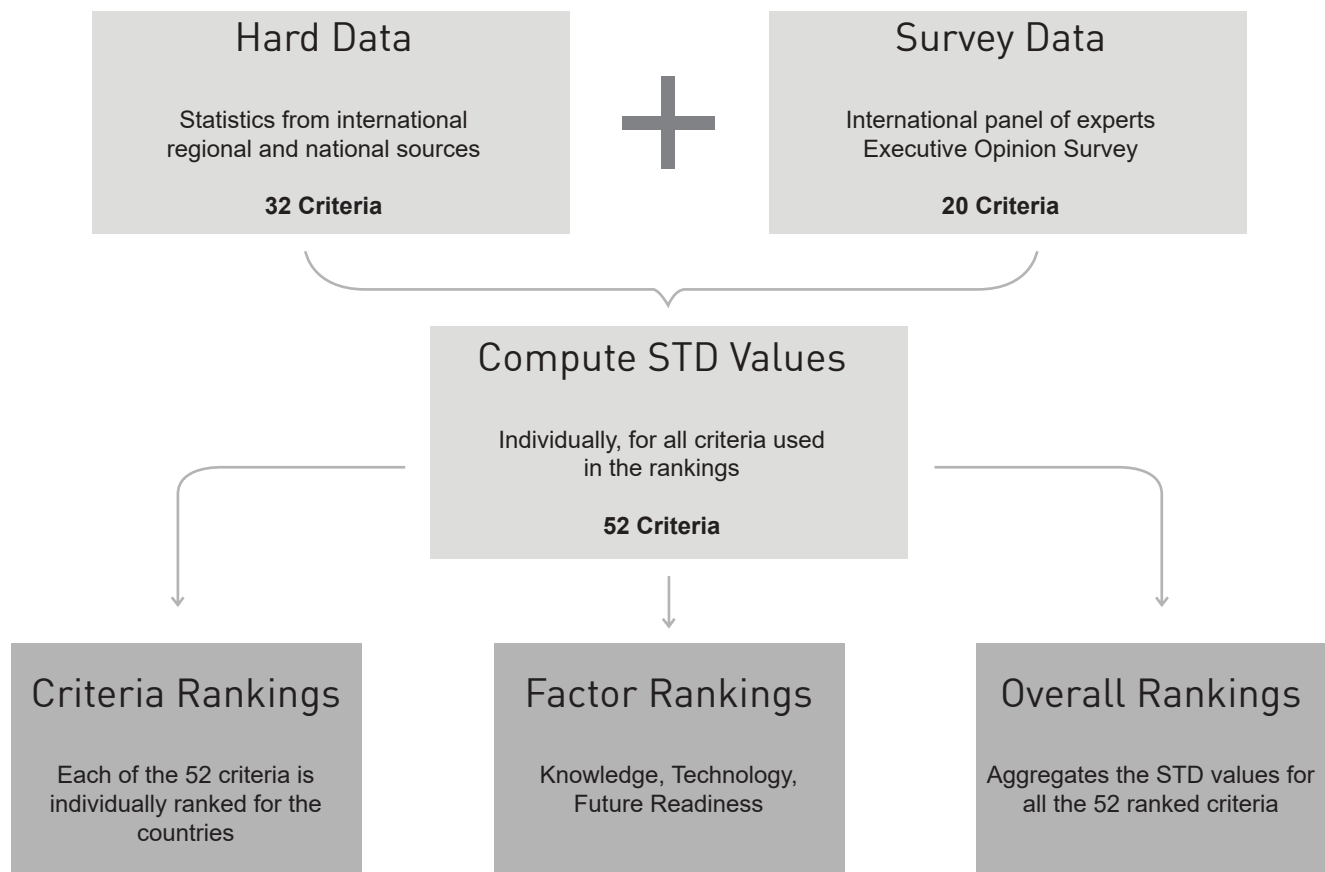 Hard Data
Statistics from international
regional and national sources
32 Criteria
Survey Data
International panel of experts
Executive Opinion Survey
20 Criteria
Compute STD Values
Individually, for all criteria used
in the rankings
52 Criteria
Criteria Rankings
Each of the 52 criteria is
individually ranked for the
countries
Factor Rankings
Knowledge, Technology,
Future Readiness
Overall Rankings
Aggregates the STD values for
all the 52 ranked criteria